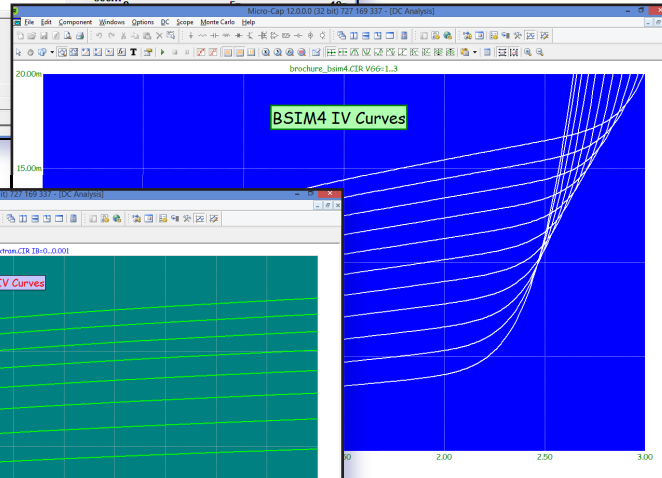 Micro-Cap 12.0.0.0 (32 bit) 727 169 337 - [DC Analysis]
File Edit Component Windows Options DC Scope Monte Carlo Help
T
brochure_bsim4.CIR VGG=1..3
20.00m
BSIM4 IV Curves
15.00m
bit) 727 169 337 - [DC Analysis]
xtram.CIR IB=0...0.001
IV Curves
2.00
2.50
3.00